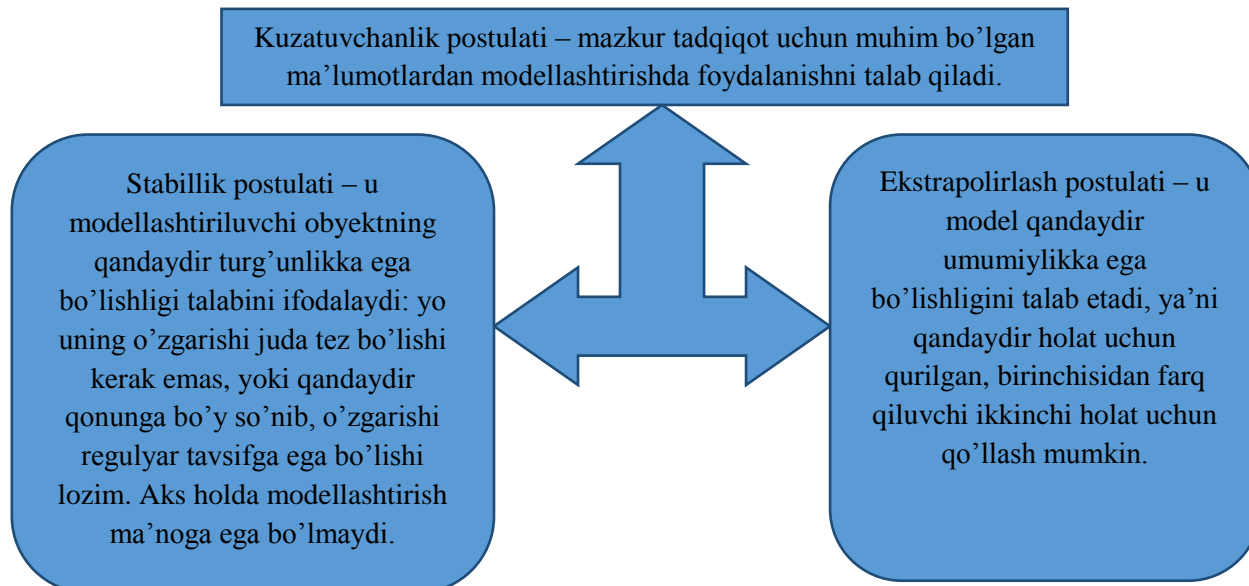 Kuzatuvchanlik postulati – mazkur tadqiqot uchun muhim bo’lgan
ma’lumotlardan modellashtirishda foydalanishni talab qiladi.
Stabillik postulati – u
modellashtiriluvchi obyektning
qandaydir turg’unlikka ega
bo’lishligi talabini ifodalaydi: yo
uning o’zgarishi juda tez bo’lishi
kerak emas, yoki qandaydir
qonunga bo’y so’nib, o’zgarishi
regulyar tavsifga ega bo’lishi
lozim. Aks holda modellashtirish
ma’noga ega bo’lmaydi.
Ekstrapolirlash postulati – u
model qandaydir
umumiylikka ega
bo’lishligini talab etadi, ya’ni
qandaydir holat uchun
qurilgan, birinchisidan farq
qiluvchi ikkinchi holat uchun
qo’llash mumkin.